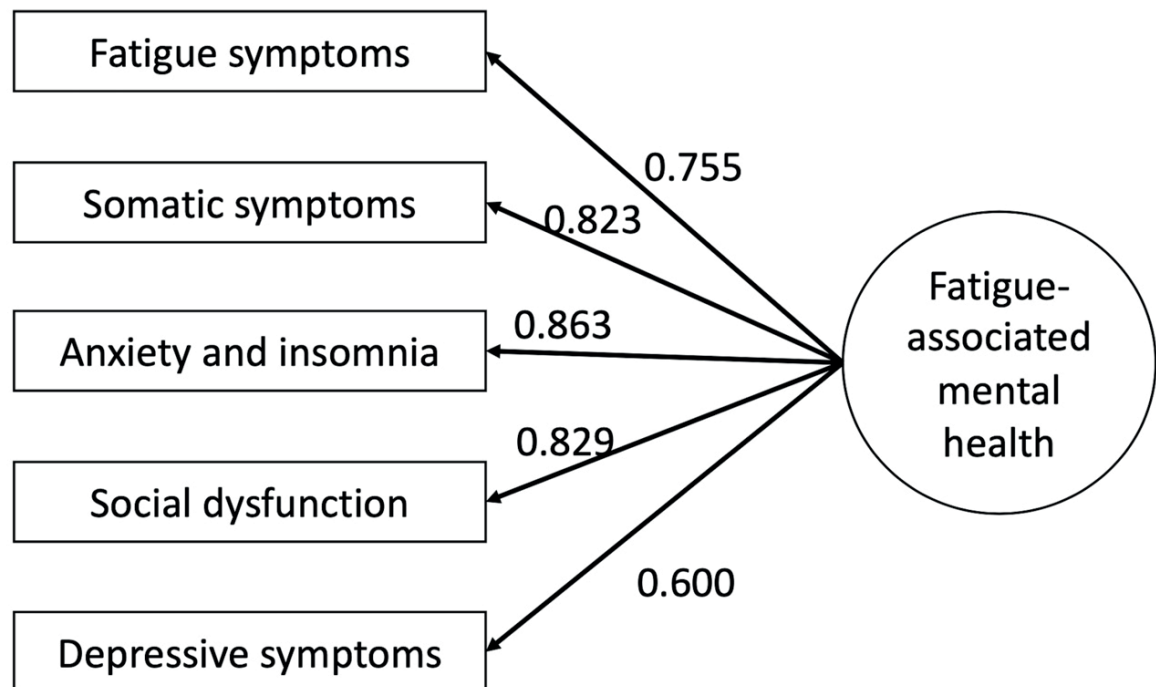 Fatigue symptoms
0.755
Somatic symptoms
0.823
Anxiety and insomnia
0.863
Social dysfunction
0.829
Depressive symptoms
0.600
Fatigue-
associated
mental
health